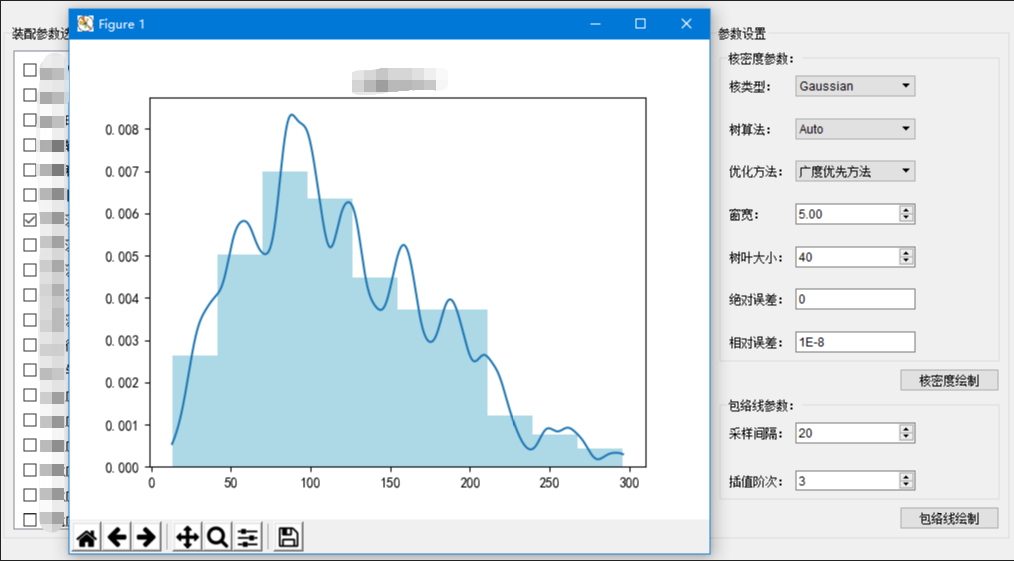 Figure 1
装配参数
0.008
0.007
0.006
0.005
0.004
0.003
0.002
0.001
0.000
0 50 100 150 200 250 300
参数设置
核密度参数：
核类型： Gaussian
树算法： Auto
优化方法： 广度优先方法
窗宽： 5.00
树叶大小： 40
绝对误差： 0
相对误差： 1E-8
核密度绘制
包络线参数：
采样间隔： 20
插值阶次： 3
包络线绘制